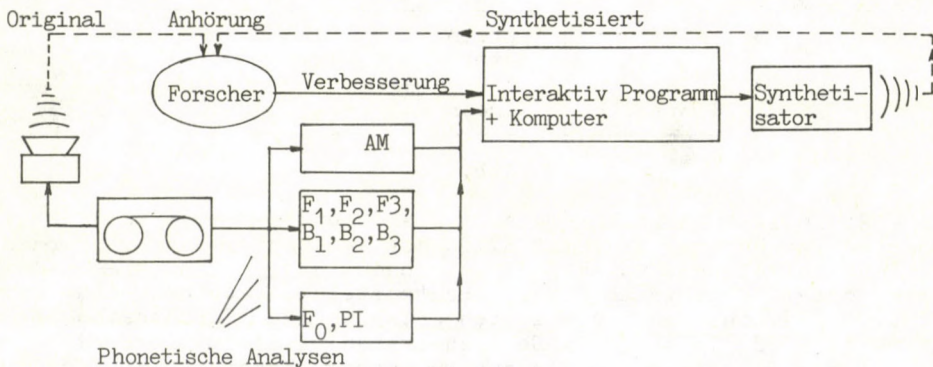 Original Anhörung Synthetisiert
Forscher
Verbesserung
Interaktiv Programm
+ Komputer
Syntheti-
sator
AM
F₁,F₂,F3,
B₁,B₂,B₃
F₀,PI
Phonetische Analysen